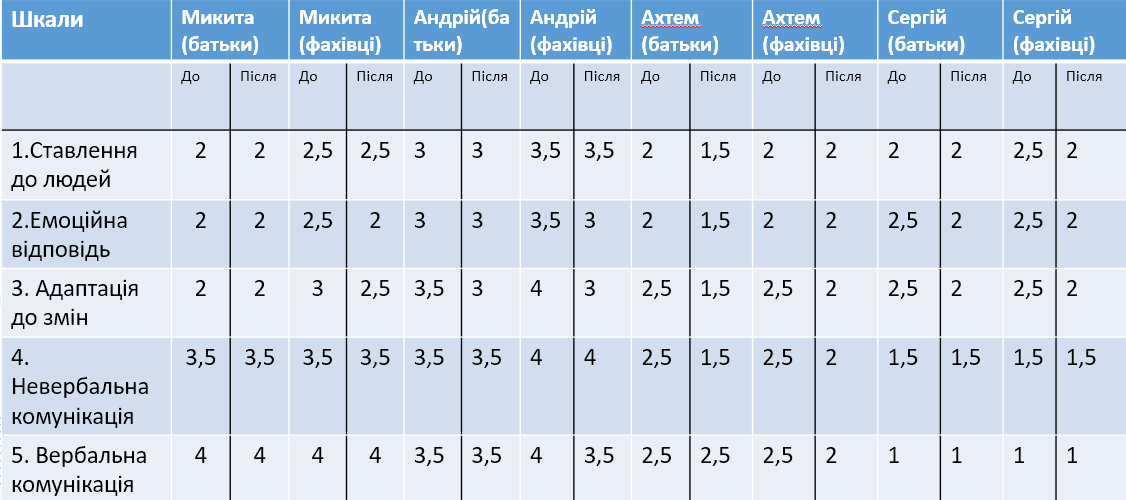 Шкали Микита (батьки) Микита (фахівці) Андрій(батьки) Андрій (фахівці) Ахтем (батьки) Ахтем (фахівці) Сергій (батьки) Сергій (фахівці)
До Після До Після До Після До Після До Після До Після До Після До Після
1.Ставлення до людей 2 2 2,5 2,5 3 3 3,5 3,5 2 1,5 2 2 2 2 2,5 2
2.Емоційна відповідь 2 2 2,5 2 3 3 3,5 3 2 1,5 2 2 2,5 2 2,5 2
3. Адаптація до змін 2 2 3 2,5 3,5 3 4 3 2,5 1,5 2,5 2 2,5 2 2,5 2
4. Невербальна комунікація 3,5 3,5 3,5 3,5 3,5 3,5 4 4 2,5 1,5 2,5 2 1,5 1,5 1,5 1,5
5. Вербальна комунікація 4 4 4 4 3,5 3,5 4 3,5 2,5 2,5 2,5 2 1 1 1 1